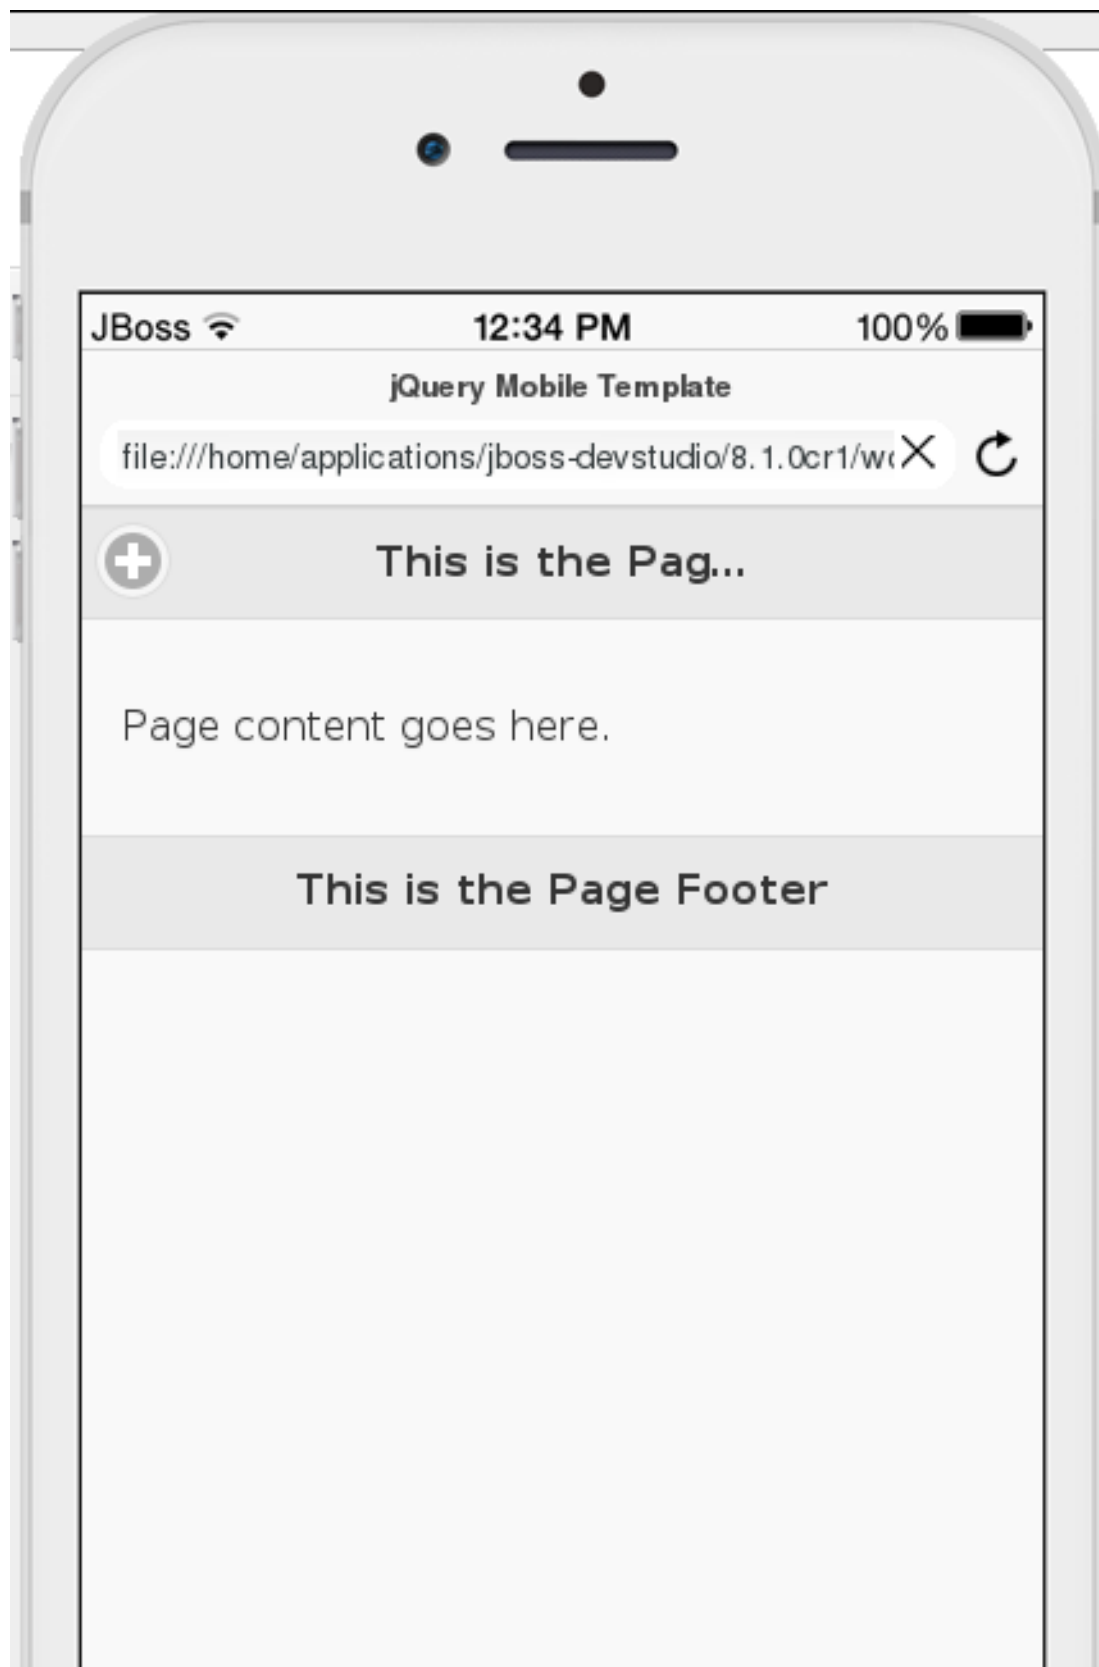 JBoss 12:34 PM 100%
jQuery Mobile Template
file:///home/applications/jboss-devstudio/8.1.0cr1/w
This is the Pag...
Page content goes here.
This is the Page Footer